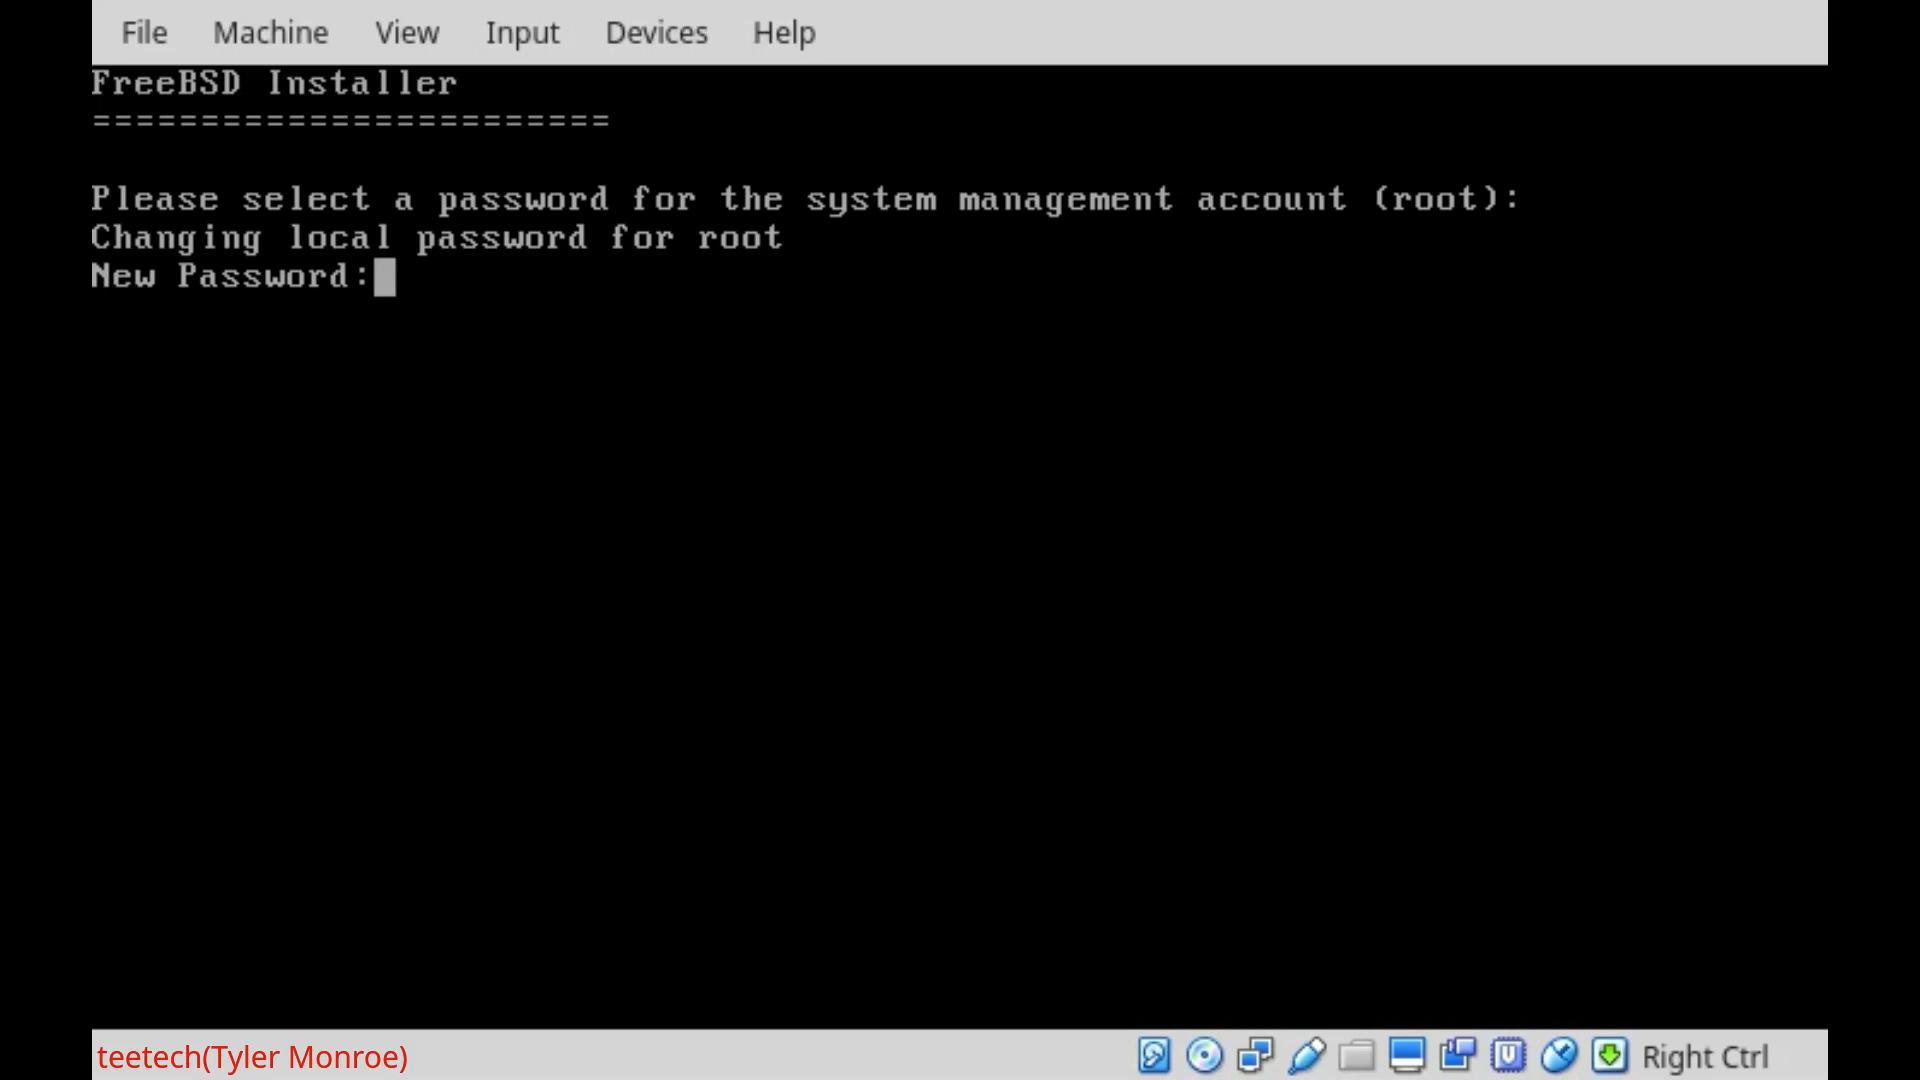 File Machine View Input Devices Help
FreeBSD Installer
========================
Please select a password for the system management account (root):
Changing local password for root
New Password:
teetech(Tyler Monroe) Right Ctrl